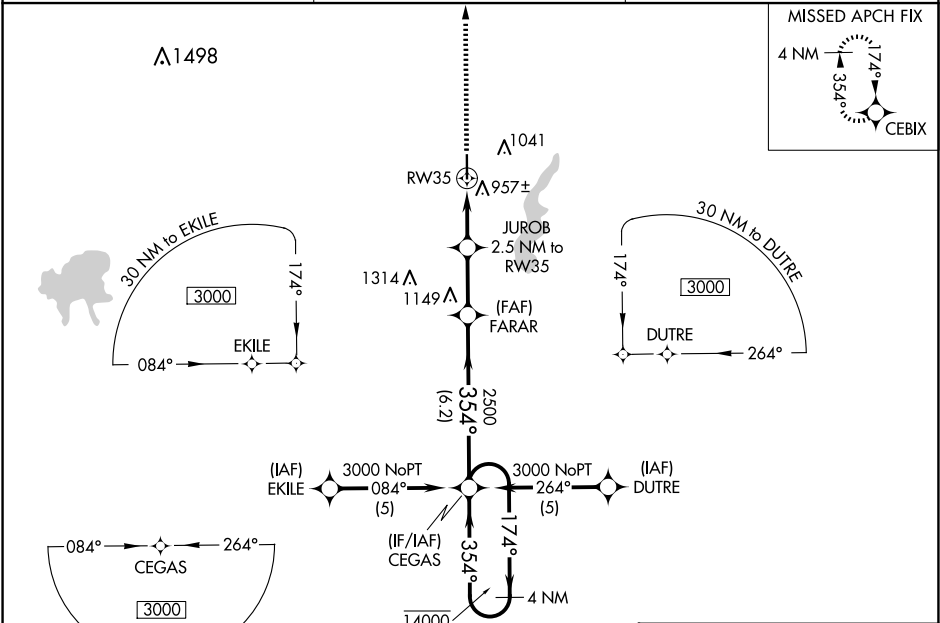 MISSED APCH FIX
4 NM
174°
354°
CEBIX
1498
1041
RW35
957±
JUROB
2.5 NM to
RW35
1314
1149
(FAF)
FARAR
30 NM to EKILE
174°
3000
EKILE
084°
30 NM to DUTRE
174°
3000
DUTRE
264°
2500
354°
(6.2)
(IAF)
EKILE
3000 NoPT
084°
(5)
3000 NoPT
264°
(5)
(IAF)
DUTRE
(IF/IAF)
CEGAS
354°
174°
4 NM
14000
084°
264°
CEGAS
3000